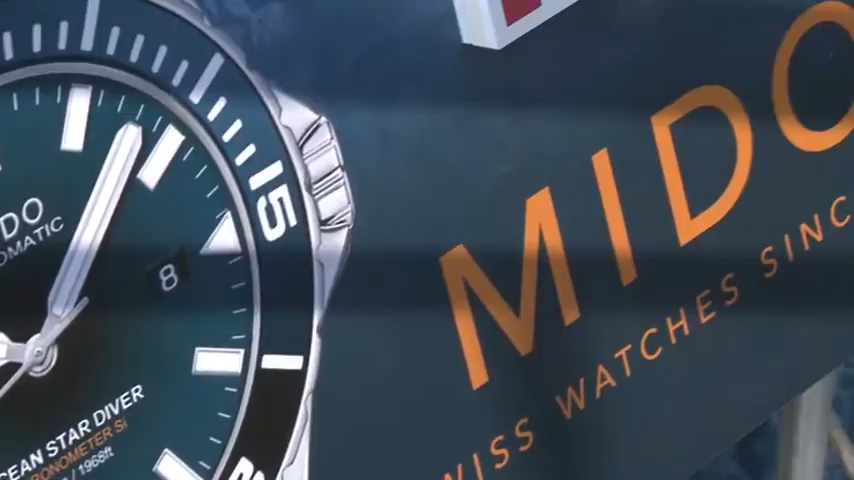 MIDO
WISS WATCHES SINC
15
DO
OMATIC
8
CEAN STAR DIVER
RONOMETER Si
/ 1968ft